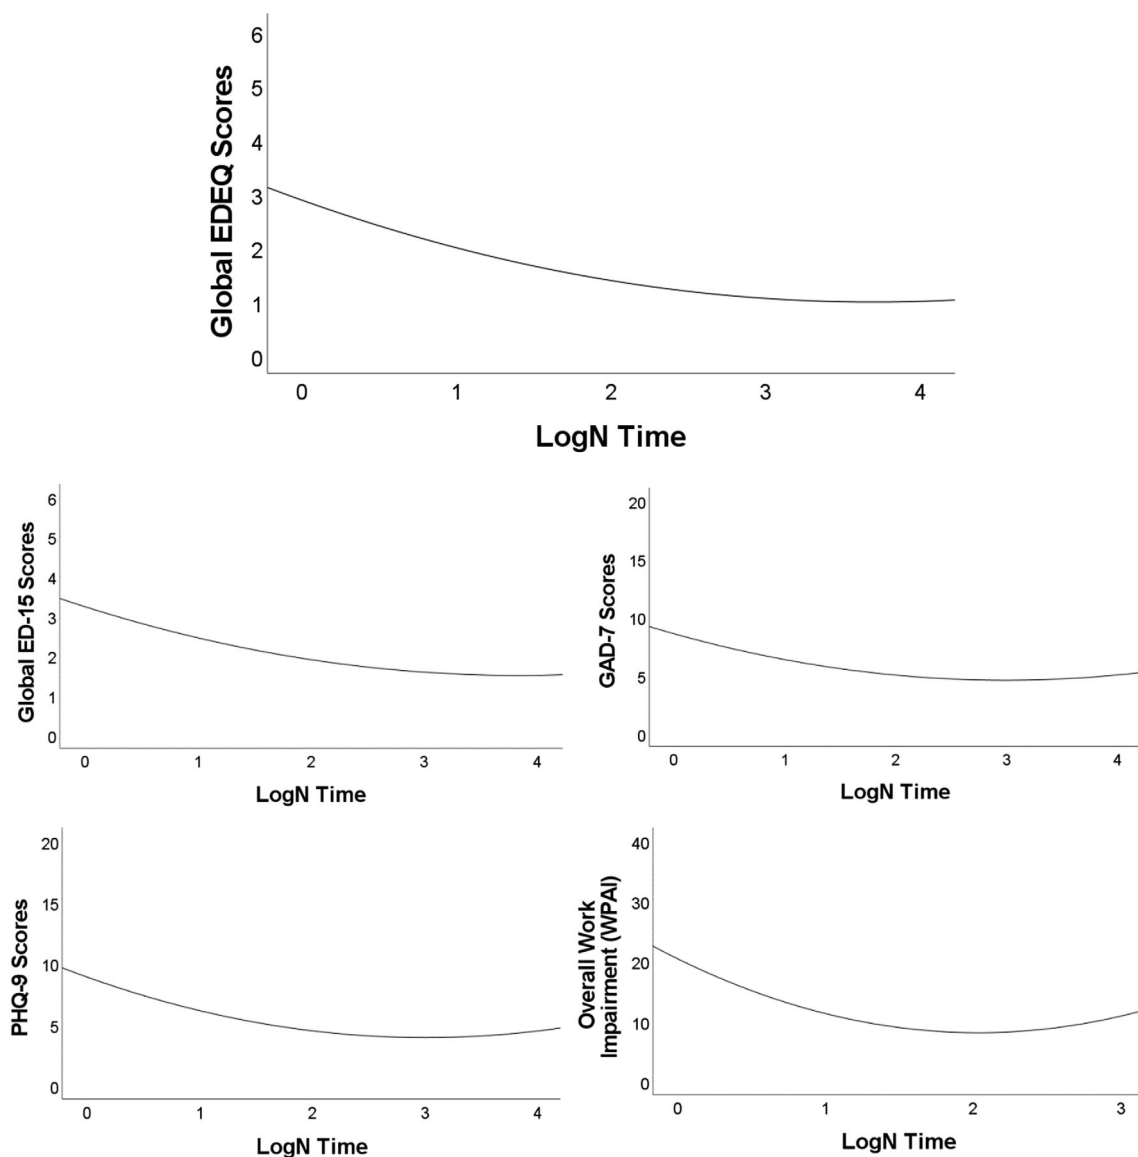 Global EDEQ Scores
6
5
4
3
2
1
0
0 1 2 3 4
LogN Time
Global ED-15 Scores
6
5
4
3
2
1
0
0 1 2 3 4
LogN Time
GAD-7 Scores
20
15
10
5
0
0 1 2 3 4
LogN Time
PHQ-9 Scores
20
15
10
5
0
0 1 2 3 4
LogN Time
Overall Work
Impairment (WPAI)
40
30
20
10
0
0 1 2 3
LogN Time